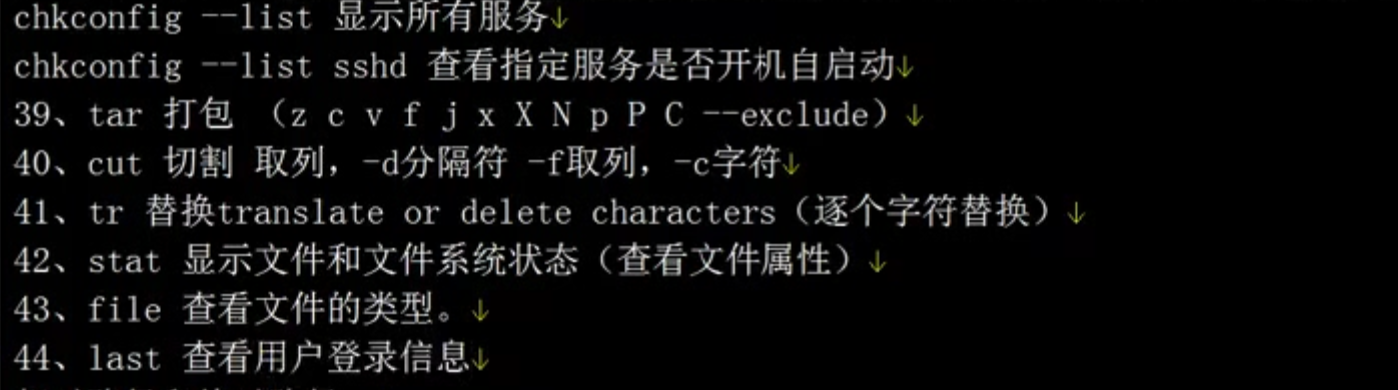 chkconfig --list 显示所有服务↓
chkconfig --list sshd 查看指定服务是否开机自启动↓
39、tar 打包 （z c v f j x X N p P C --exclude）↓
40、cut 切割 取列，-d分隔符 -f取列，-c字符↓
41、tr 替换translate or delete characters（逐个字符替换）↓
42、stat 显示文件和文件系统状态（查看文件属性）↓
43、file 查看文件的类型。↓
44、last 查看用户登录信息↓